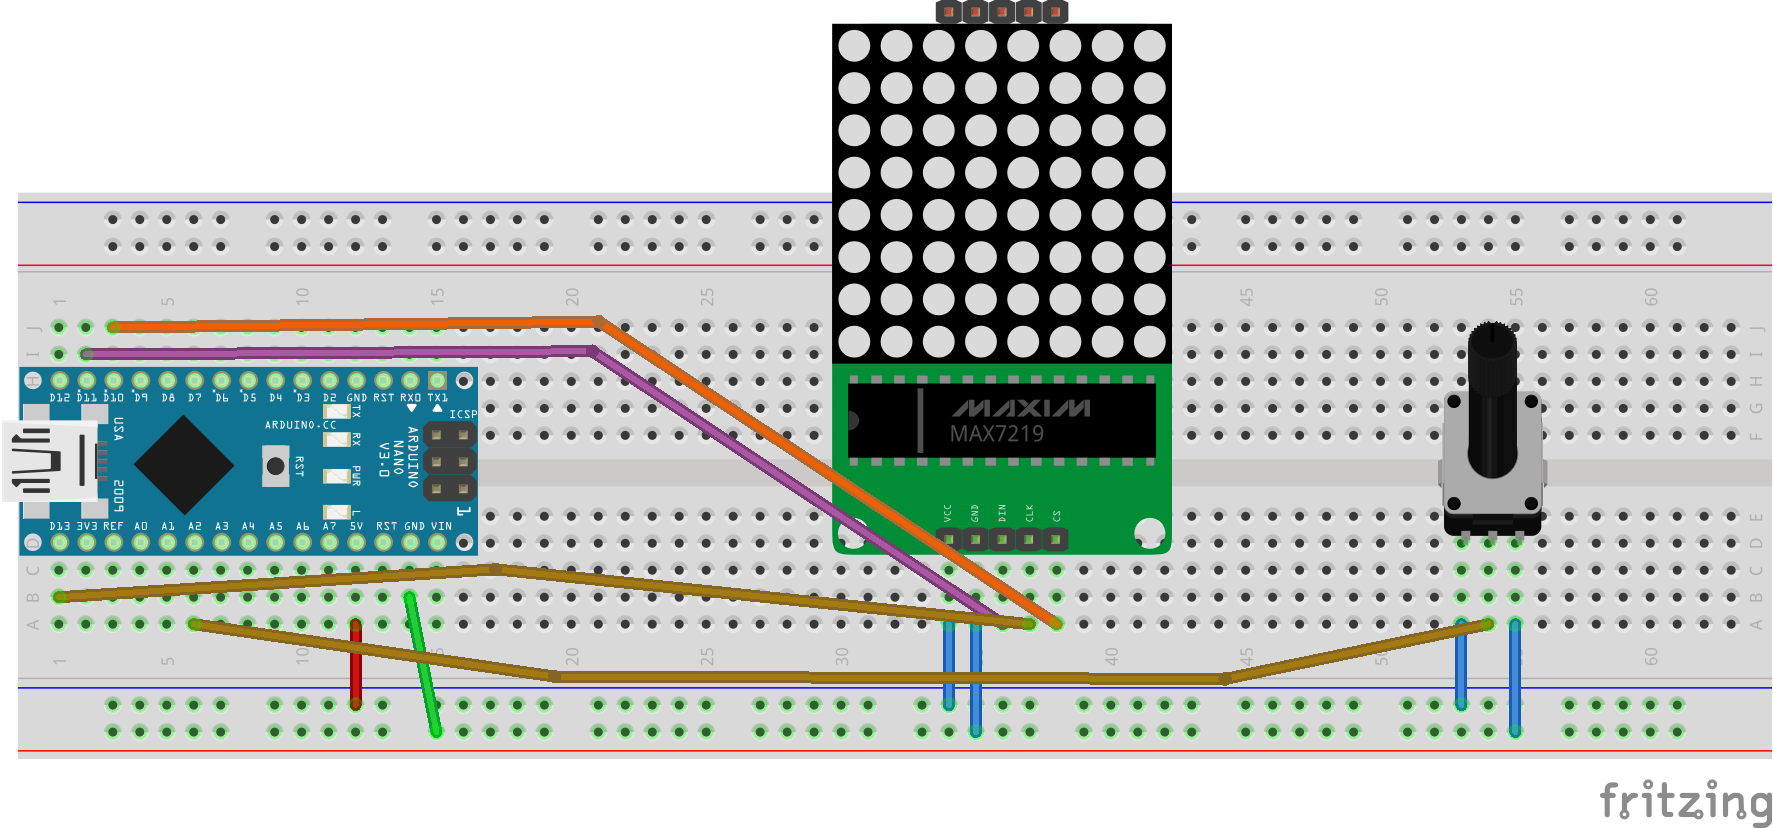 1 5 10 15 20 25 45 50 55 60
J J
I I
H H
G
F
D12 D11 D10 D9 D8 D7 D6 D5 D4 D3 D2 GND RST RX0 TX1
ICSP
ARDUINO.CC
USA
TX
RX
RST
PWR
L
ARDUINO
NANO
V3.0
1
2009
MAXIM
MAX7219
VCC GND DIN CLK CS
D13 3V3 REF A0 A1 A2 A3 A4 A5 A6 A7 5V RST GND VIN
E
D D
C C
B B
A A
1 5 10 20 25 30 40 45 50 60
fritzing